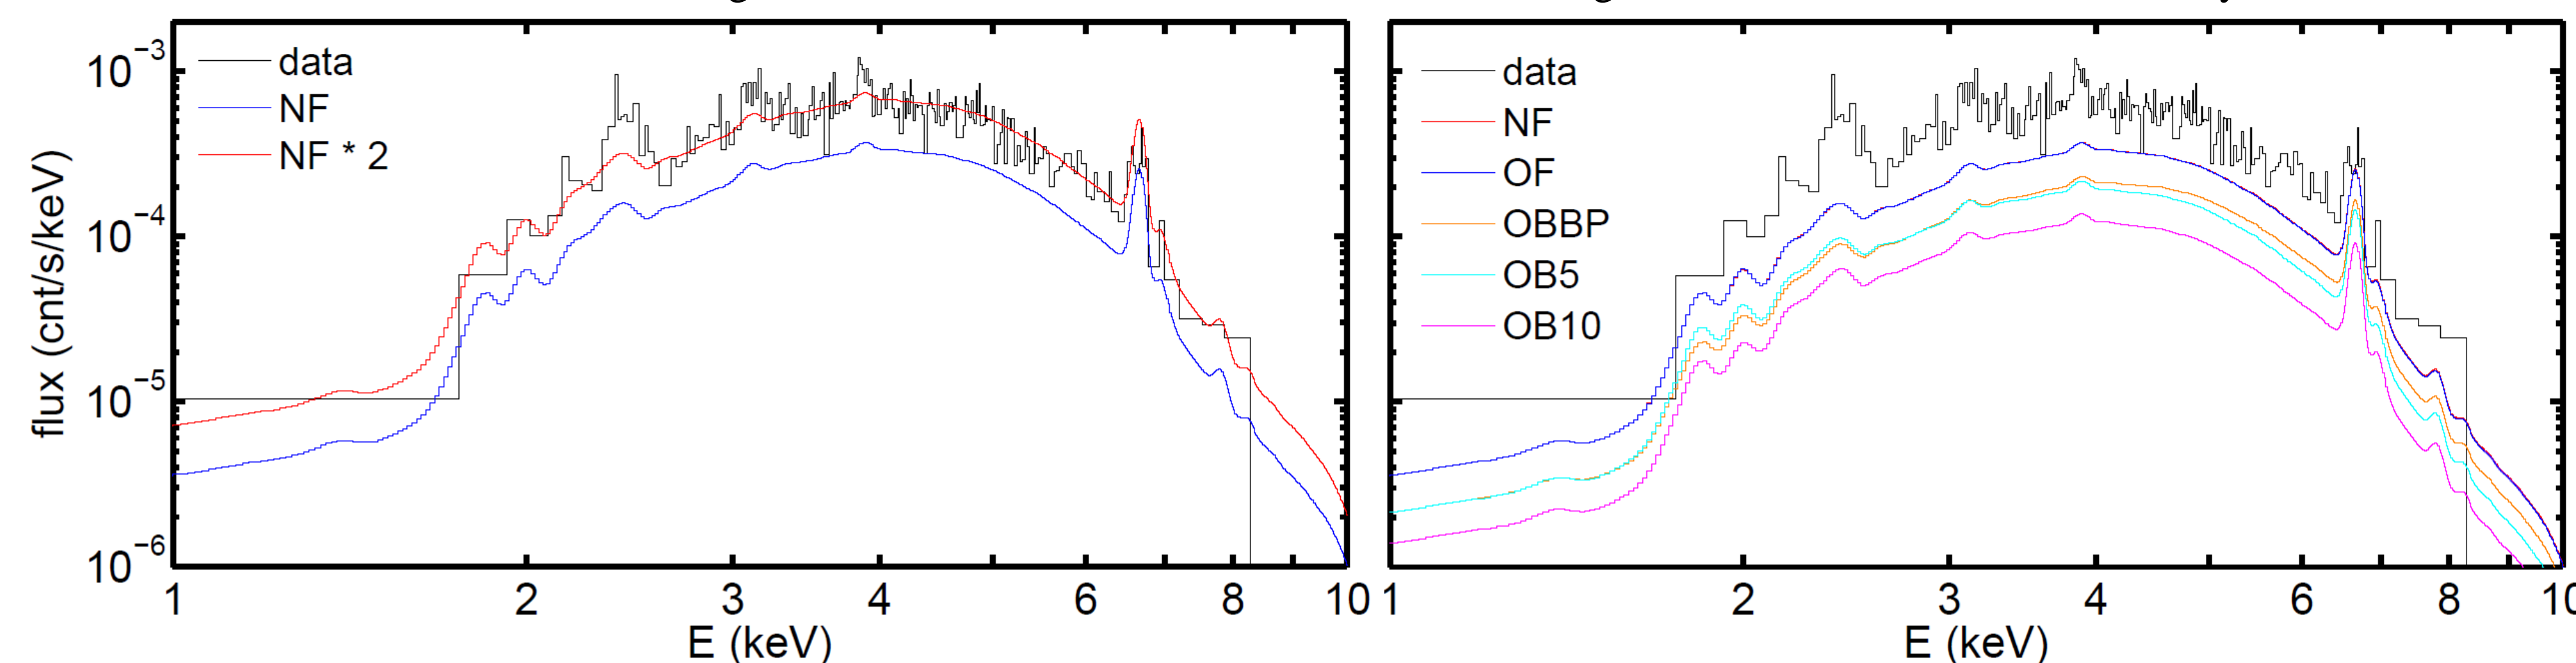 data
NF
NF * 2
10−3
10−4
10−5
10−6
flux (cnt/s/keV)
1 2 3 4 6 8 10
E (keV)
data
NF
OF
OBBP
OB5
OB10
1 2 3 4 6 8 10
E (keV)